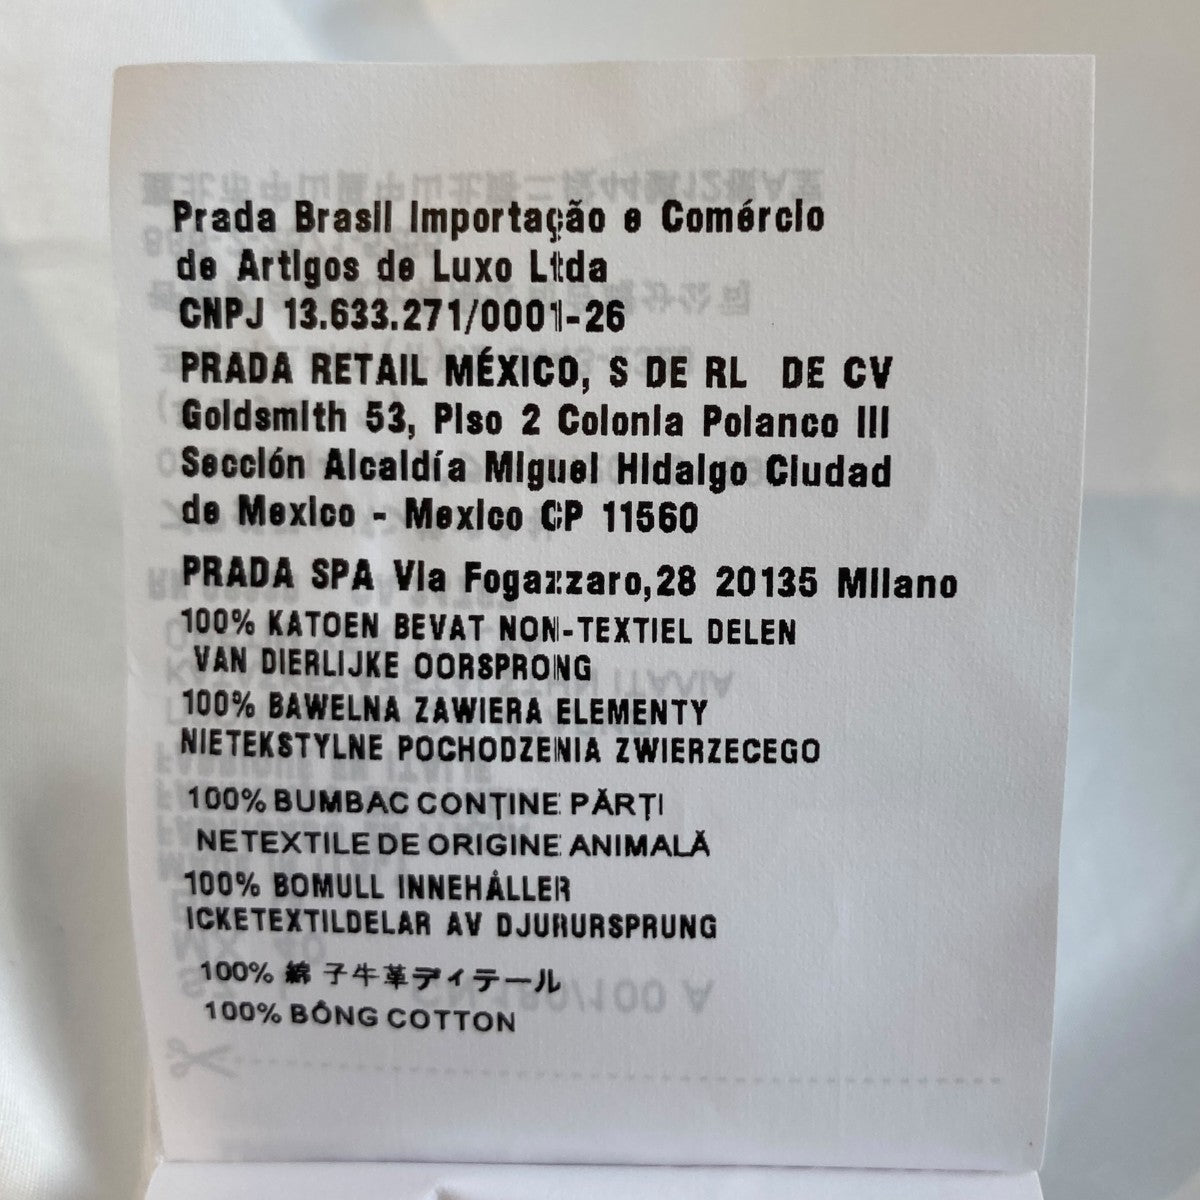 Prada Brasil Importação e Comércio
de Artigos de Luxo Ltda
CNPJ 13.633.271/0001-26
PRADA RETAIL MÉXICO, S DE RL DE CV
Goldsmith 53, Piso 2 Colonia Polanco III
Sección Alcaldía Miguel Hidalgo Ciudad
de Mexico - Mexico CP 11560
PRADA SPA Via Fogazzaro,28 20135 Milano
100% KATOEN BEVAT NON-TEXTIEL DELEN
VAN DIERLIJKE OORSPRONG
100% BAWELNA ZAWIERA ELEMENTY
NIETEKSTYLNE POCHODZENIA ZWIERZECEGO
100% BUMBAC CONȚINE PĂRȚI
NETEXTILE DE ORIGINE ANIMALĂ
100% BOMULL INNEHÅLLER
ICKETEXTILDELAR AV DJURURSPRUNG
100% 綿 子牛革ディテール
100% BÔNG COTTON